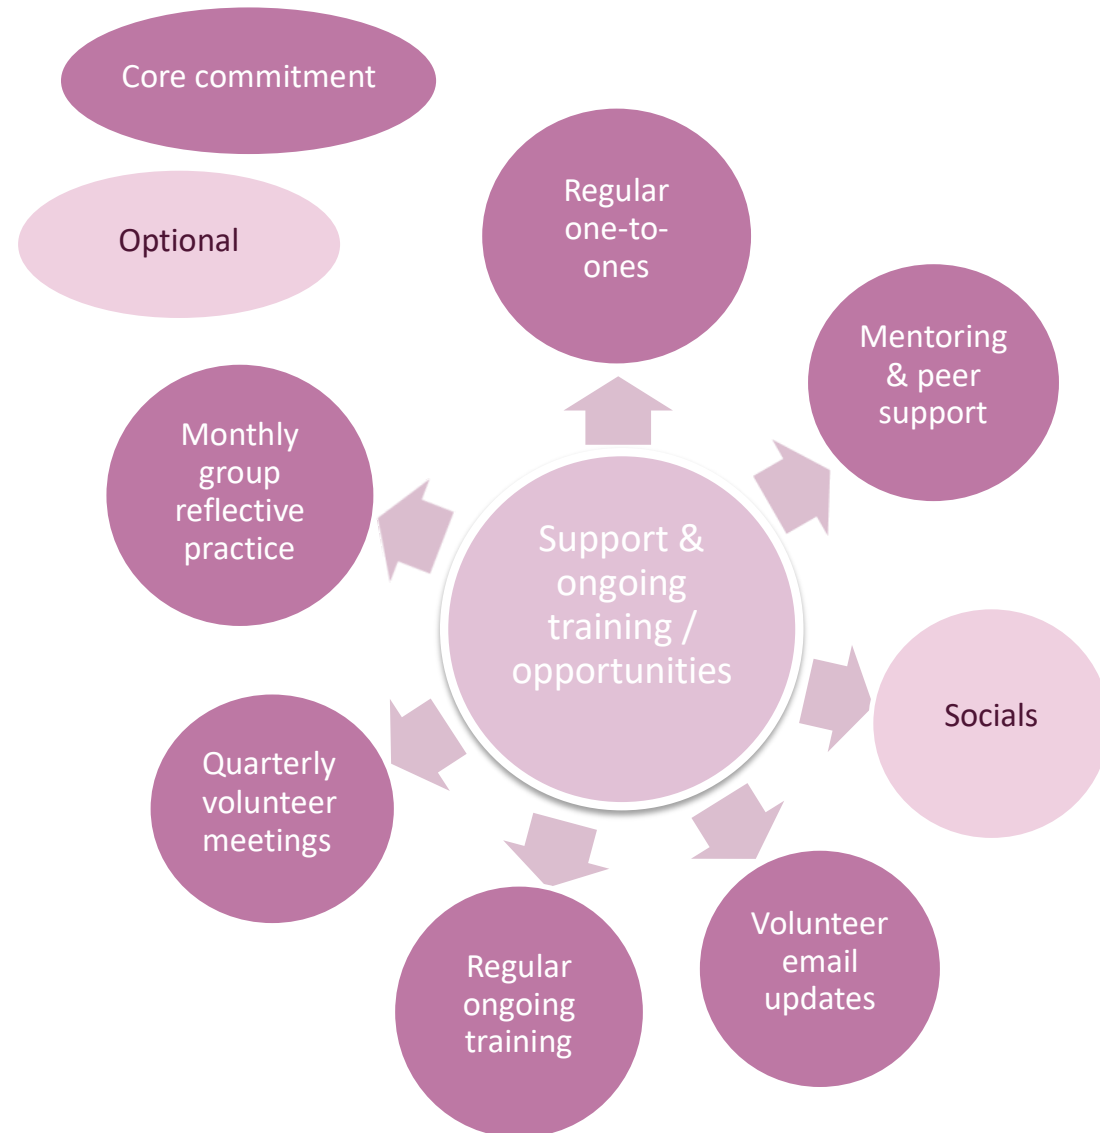 Core commitment
Optional
Regular
one-to-
ones
Mentoring
& peer
support
Socials
Volunteer
email
updates
Regular
ongoing
training
Quarterly
volunteer
meetings
Monthly
group
reflective
practice
Support &
ongoing
training /
opportunities